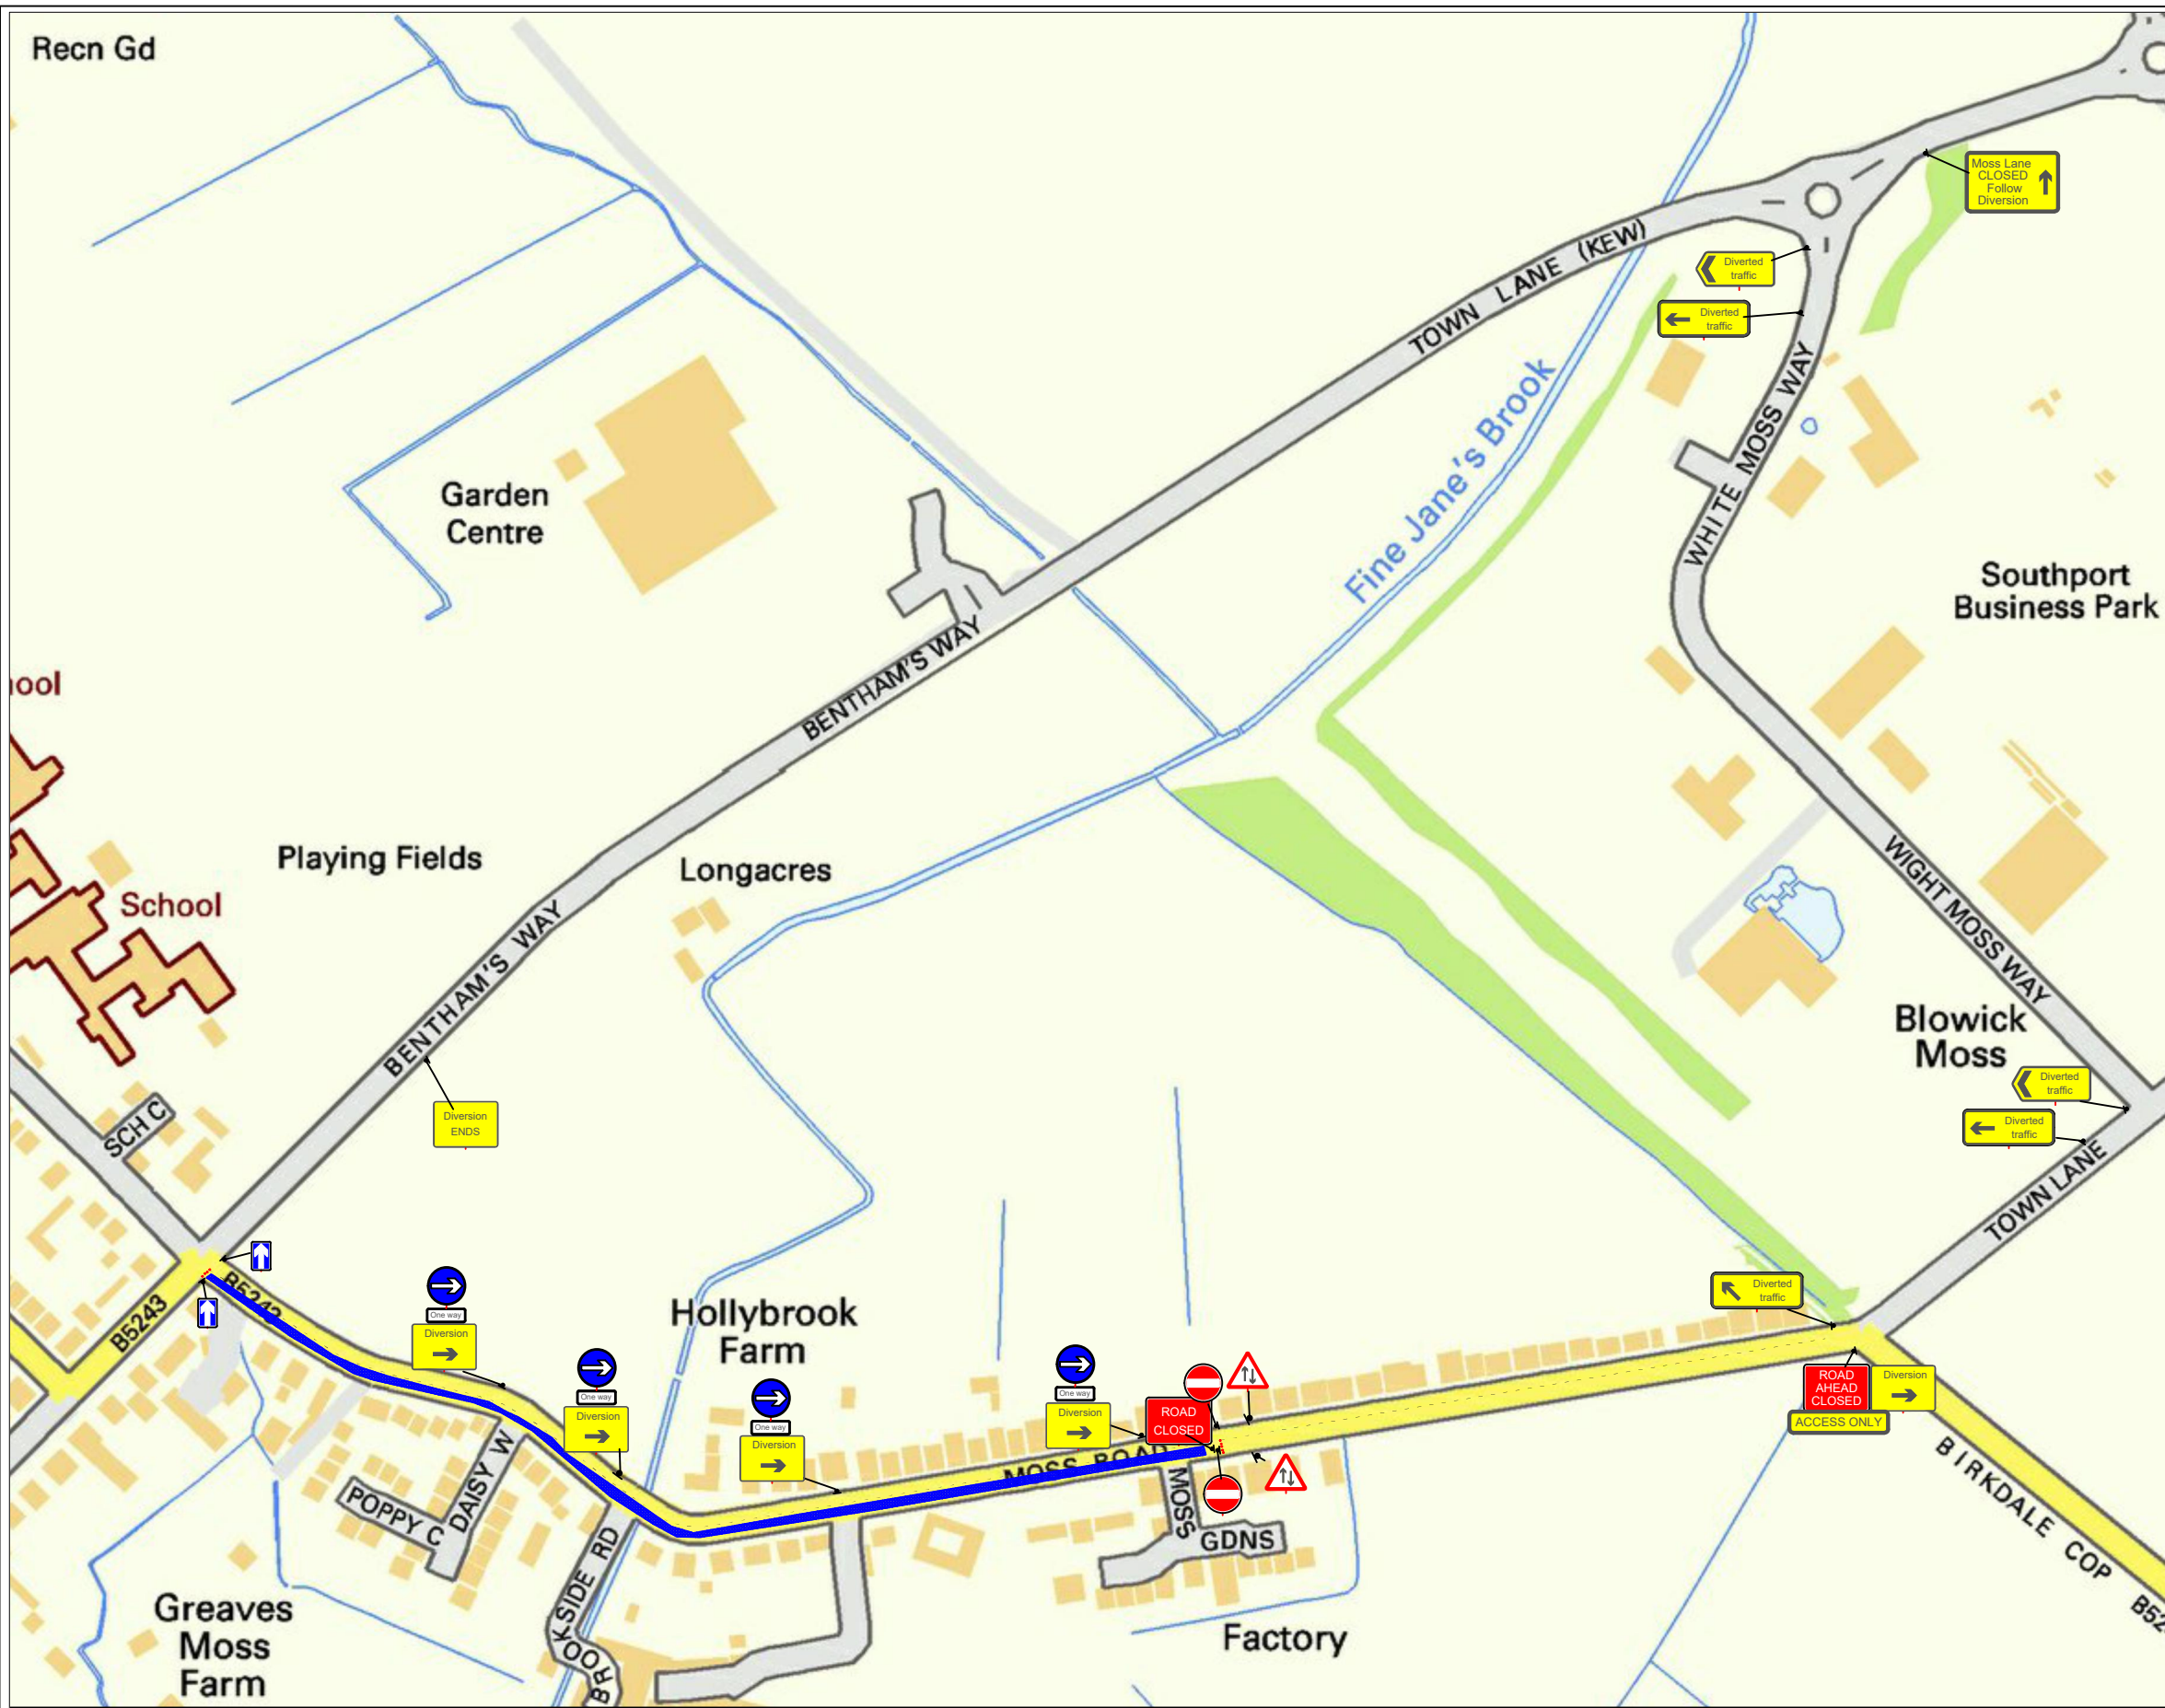 Recn Gd
Moss Lane
CLOSED
Follow
Diversion
TOWN LANE (KEW)
Diverted
traffic
Diverted
traffic
WHITE MOSS WAY
Fine Jane's Brook
Garden
Centre
Southport
Business Park
BENTHAM'S WAY
ool
Playing Fields
Longacres
School
WIGHT MOSS WAY
BENTHAM'S WAY
Blowick
Moss
Diversion
ENDS
Diverted
traffic
Diverted
traffic
SCH C
TOWN LANE
B5243
B5242
One way
Diversion
Hollybrook
Farm
One way
Diversion
One way
Diversion
One way
Diversion
ROAD
CLOSED
Diverted
traffic
ROAD
AHEAD
CLOSED
ACCESS ONLY
Diversion
MOSS ROAD
MOSS
GDNS
POPPY C
DAISY W
BROOKSIDE RD
BIRKDALE COP
B52
Greaves
Moss
Farm
Factory